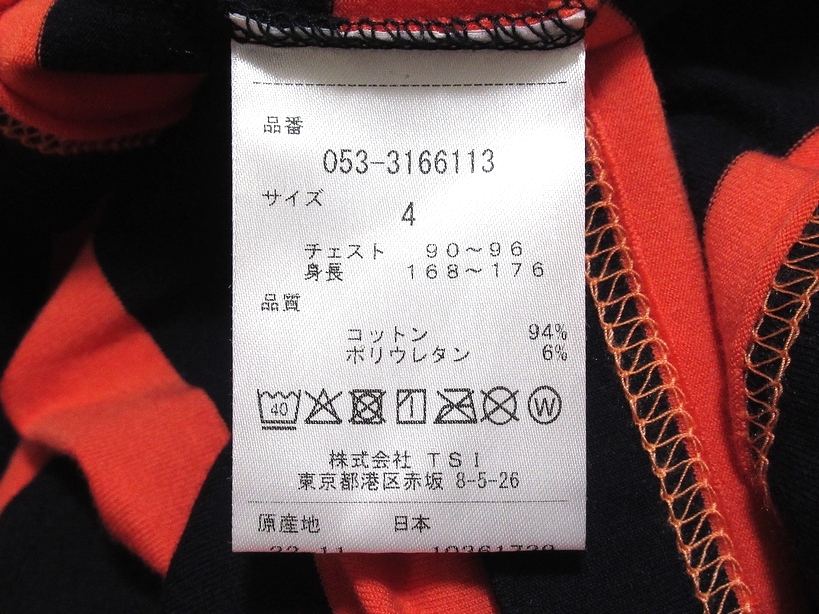 品番
053-3166113
サイズ
4
チェスト 90～96
身長 168～176
品質
コットン 94%
ポリウレタン 6%
40 W
株式会社 TSI
東京都港区赤坂 8-5-26
原産地 日本